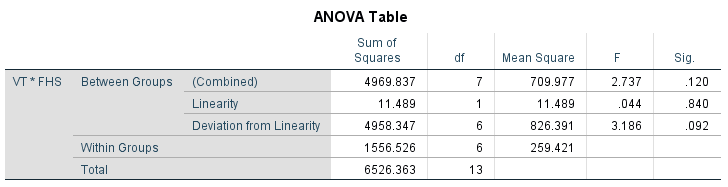 ANOVA Table
Sum of Squares df Mean Square F Sig.
VT * FHS Between Groups (Combined) 4969.837 7 709.977 2.737 .120
Linearity 11.489 1 11.489 .044 .840
Deviation from Linearity 4958.347 6 826.391 3.186 .092
Within Groups 1556.526 6 259.421
Total 6526.363 13